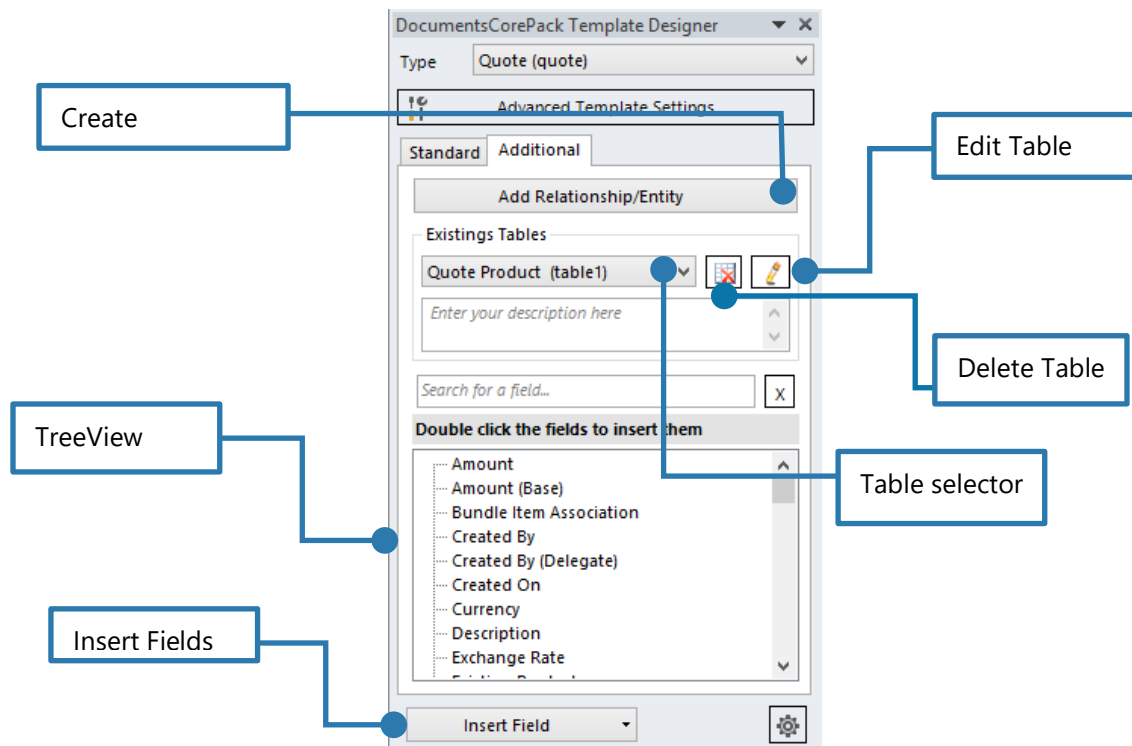 DocumentsCorePack Template Designer
Type Quote (quote)
Advanced Template Settings
Create
Standard Additional
Edit Table
Add Relationship/Entity
Existings Tables
Quote Product (table1)
Enter your description here
Delete Table
Search for a field...
x
Double click the fields to insert them
TreeView
Amount
Amount (Base)
Table selector
Bundle Item Association
Created By
Created By (Delegate)
Created On
Currency
Description
Insert Fields
Exchange Rate
Insert Field